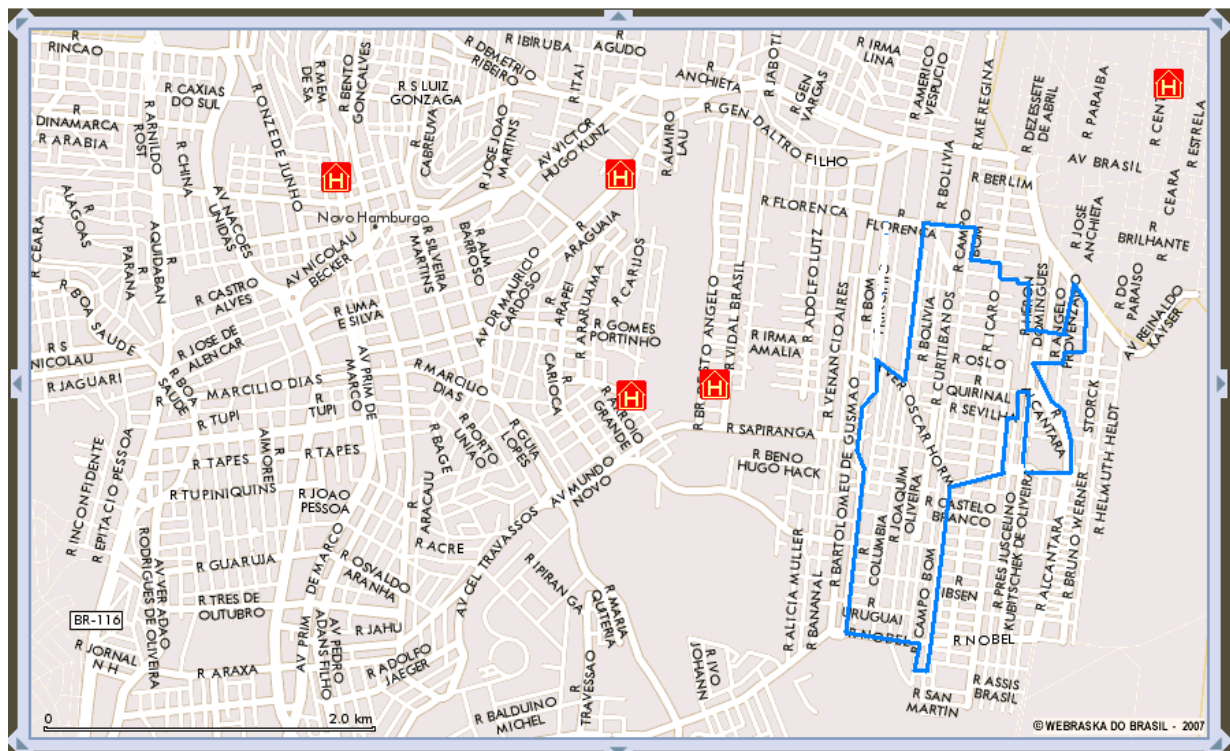 R
RINCAO
R CAXIAS
DO SUL
R
DINAMARCA
R ARABIA
R ARNILDO
ROST
R CHINA
R ONZE DE JUNHO
R MEM
DE SA
R BENTO
GONCALVES
R S LUIZ
GONZAGA
R
CABREUVA
R DEMETRIO
RIBEIRO
R IBIRUBA
R ITAI
R
AGUDO
R JOSE JOAO
MARTINS
AV VICTOR
HUGO KUNZ
R
ANCHIETA
R JABOTI
R GEN
VARGAS
R IRMA
LINA
R AMERICO
VESPUCIO
R GEN DALTRO FILHO
R ALMIRO
LAU
R MEREGINA
R DEZESSETE
DE ABRIL
R PARAIBA
R CENT
R ESTRELA
AV BRASIL
R CEARA
R BERLIM
R BOLIVIA
R JOSE
ANCHIETA
R
BRILHANTE
R DO
PARAISO
AV REINALDO
KAYSER
R
ALAGOAS
R CEARA
R
PARANA
R
AQUIDABAN
AV NACOES
UNIDAS
Novo Hamburgo
AV NICOLAU
BECKER
R SILVEIRA
MARTINS
R ALM
BARROSO
AV DR MAURICIO
CARDOSO
R
ARAGUAIA
R
ARAPEI
R ARARUAMA
R CARIJOS
R FLORENCA
R
FLORENCA
R CAMPO
BOM
R BOA SAUDE
R CASTRO
ALVES
R LIMA
E SILVA
R JOSE DE
ALENCAR
R S
NICOLAU
R JAGUARI
R BOA
SAUDE
R MARCILIO DIAS
AV PRIM DE
MARCO
R MARCILIO
DIAS
R GOMES
PORTINHO
R
CARIOCA
R ARROIO
GRANDE
R VIDAL BRASIL
R IRMA
AMALIA
R ADOLFO LUTZ
R VENANCIO AIRES
R BOM
R BOLIVIA
R CURITIBANOS
R ICARO
R HERON
DOMINGUES
R ANGELO
PROVENZANO
R OSLO
R
QUIRINAL
R SEVILHA
STORCK
R HELMUTH HELDT
R TUPI
R
TUPI
R
AIMORES
R TAPES
R TAPES
R TUPINIQUINS
R JOAO
PESSOA
R INCONFIDENTE
R EPITACIO PESSOA
R BAGE
R PORTO
UNIAO
R GUIA
LOPES
AV MUNDO
NOVO
R SAPIRANGA
R BENO
HUGO HACK
R BARTOLOMEU DE GUSMAO
OSCAR HORM
R JOAQUIM
OLIVEIRA
R CASTELO
BRANCO
R
COLUMBIA
R PRES JUSCELINO
KUBITSCHEK DE OLIVEIRA
R ALCANTARA
R BRUNO WERNER
R
ARACAJU
R ACRE
AV CEL TRAVASSOS
R IPIRANGA
R MARIA
QUITERIA
R ALICIA MULLER
R BANANAL
R GUARUJA
R TRES DE
OUTUBRO
R OSVALDO
ARANHA
DE MARCO
R JAHU
AV VER ADAO
RODRIGUES DE OLIVEIRA
BR-116
R JORNAL
N H
R ARAXA
AV PRIM
AV PEDRO
ADANS FILHO
R ADOLFO
JAEGER
R BALDUINO
MICHEL
R
TRAVESSAO
R IVO
JOHANN
R
URUGUAI
R NOBEL
CAMPO BOM
R
IBSEN
R NOBEL
R SAN
MARTIN
R ASSIS
BRASIL
0 2.0 km
© WEBRASKA DO BRASIL - 2007